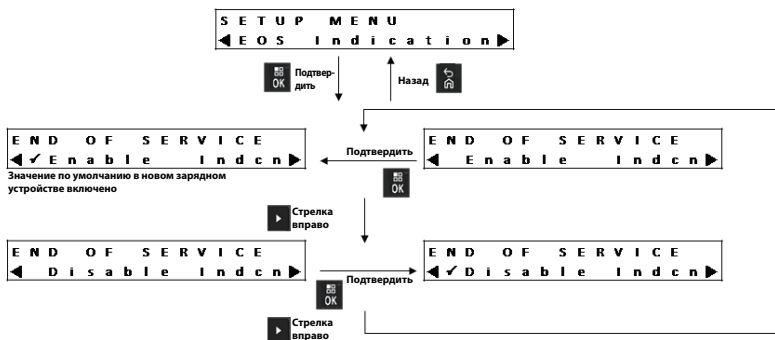 SETUP MENU
◀EOS Indication▶
OK
Подтвер-
дить
Назад
END OF SERVICE
◀✓Enable Indcn▶
Значение по умолчанию в новом зарядном
устройстве включено
Подтвердить
OK
END OF SERVICE
◀ Enable Indcn▶
Стрелка
вправо
END OF SERVICE
◀ Disable Indcn▶
OK
Подтвердить
END OF SERVICE
◀✓Disable Indcn▶
Стрелка
вправо